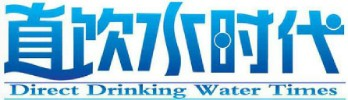 直饮水时代
Direct Drinking Water Times